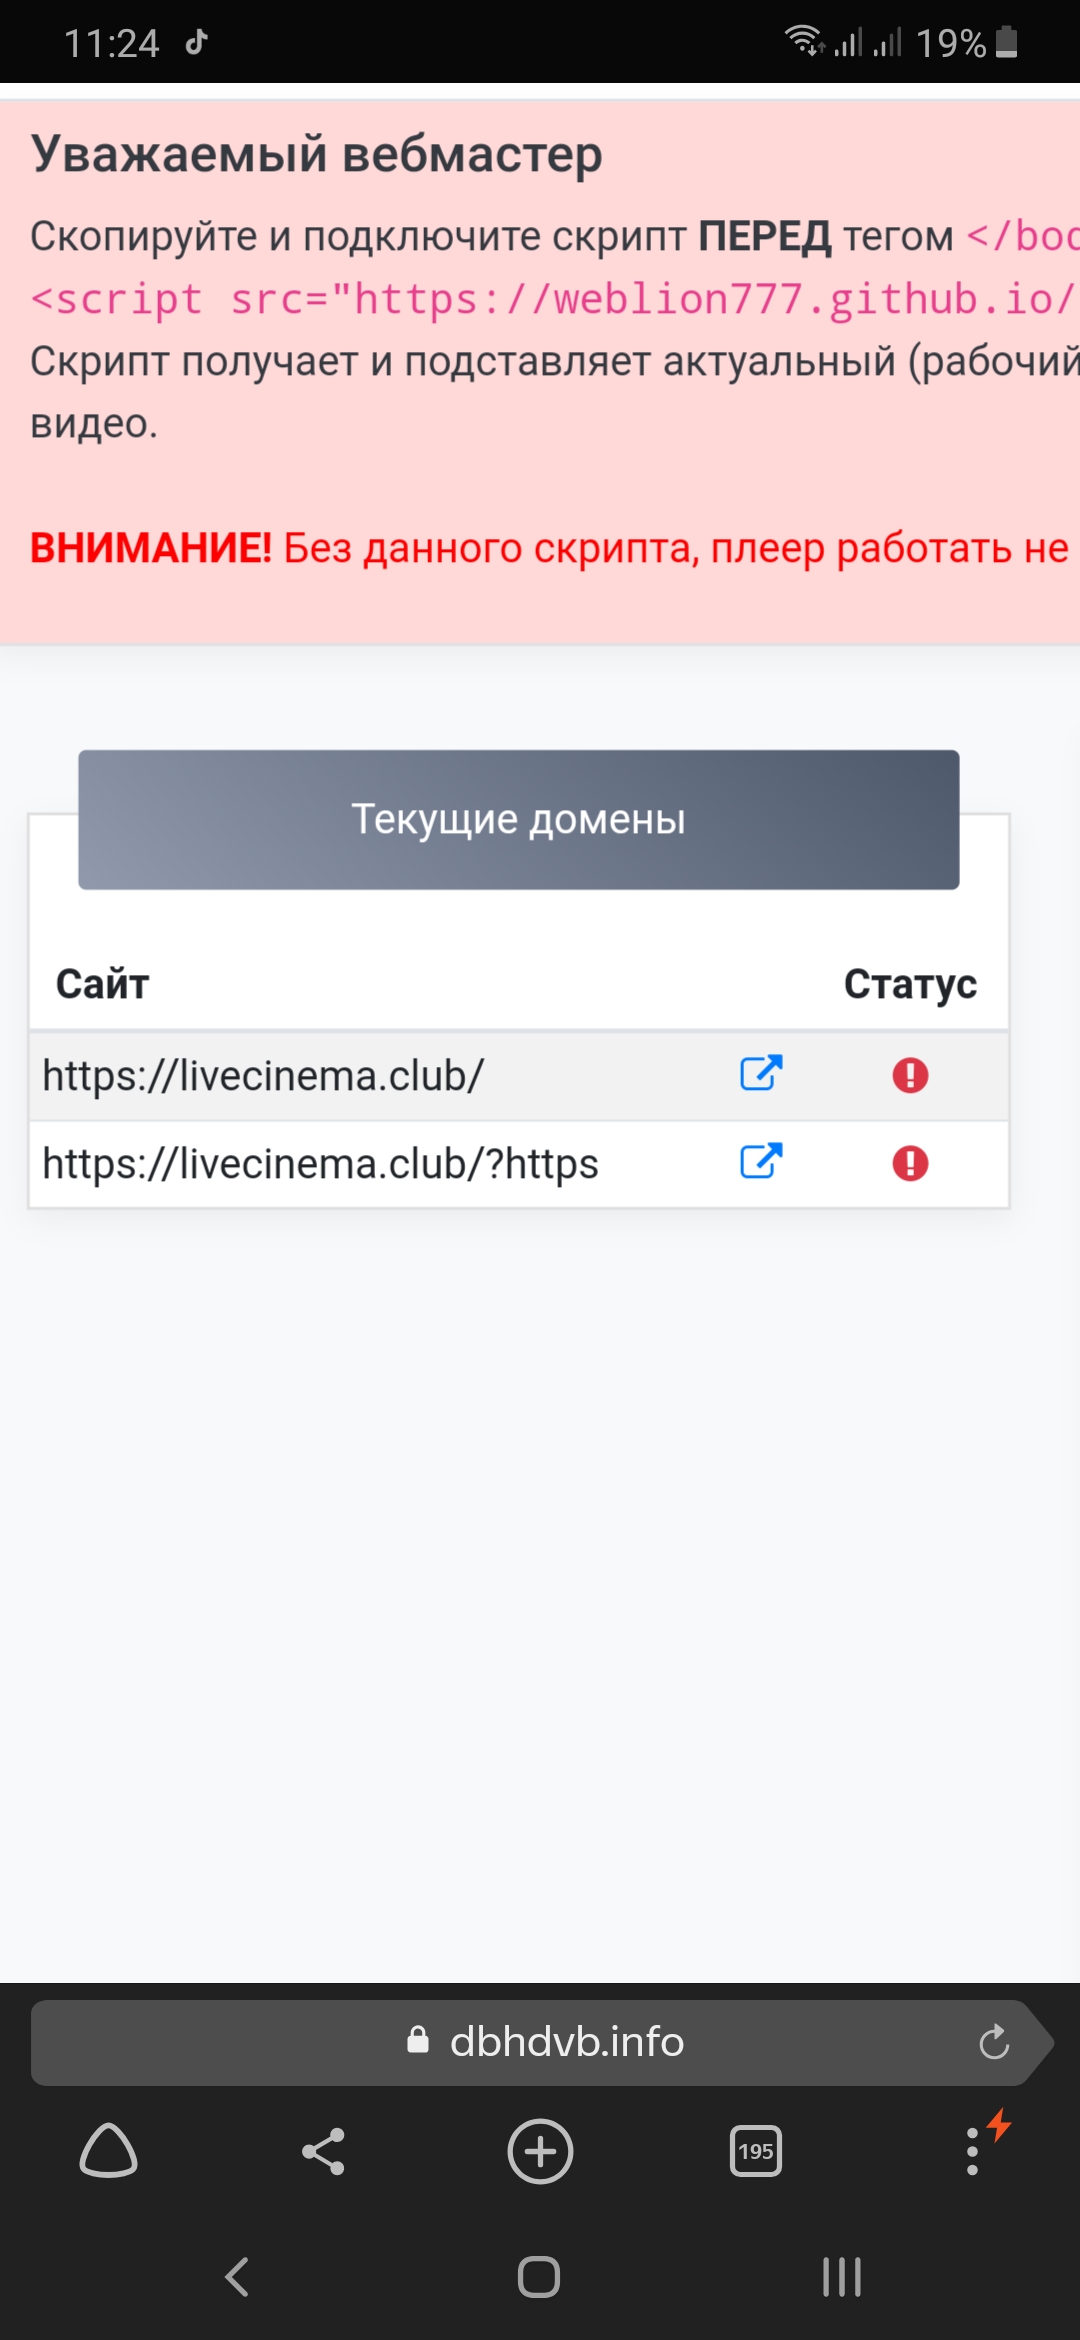 11:24
19%
Уважаемый вебмастер
Скопируйте и подключите скрипт ПЕРЕД тегом </bod
<script src="https://weblion777.github.io/
Скрипт получает и подставляет актуальный (рабочий
видео.
ВНИМАНИЕ! Без данного скрипта, плеер работать не
Текущие домены
Сайт Статус
https://livecinema.club/
https://livecinema.club/?https
dbhdvb.info
195